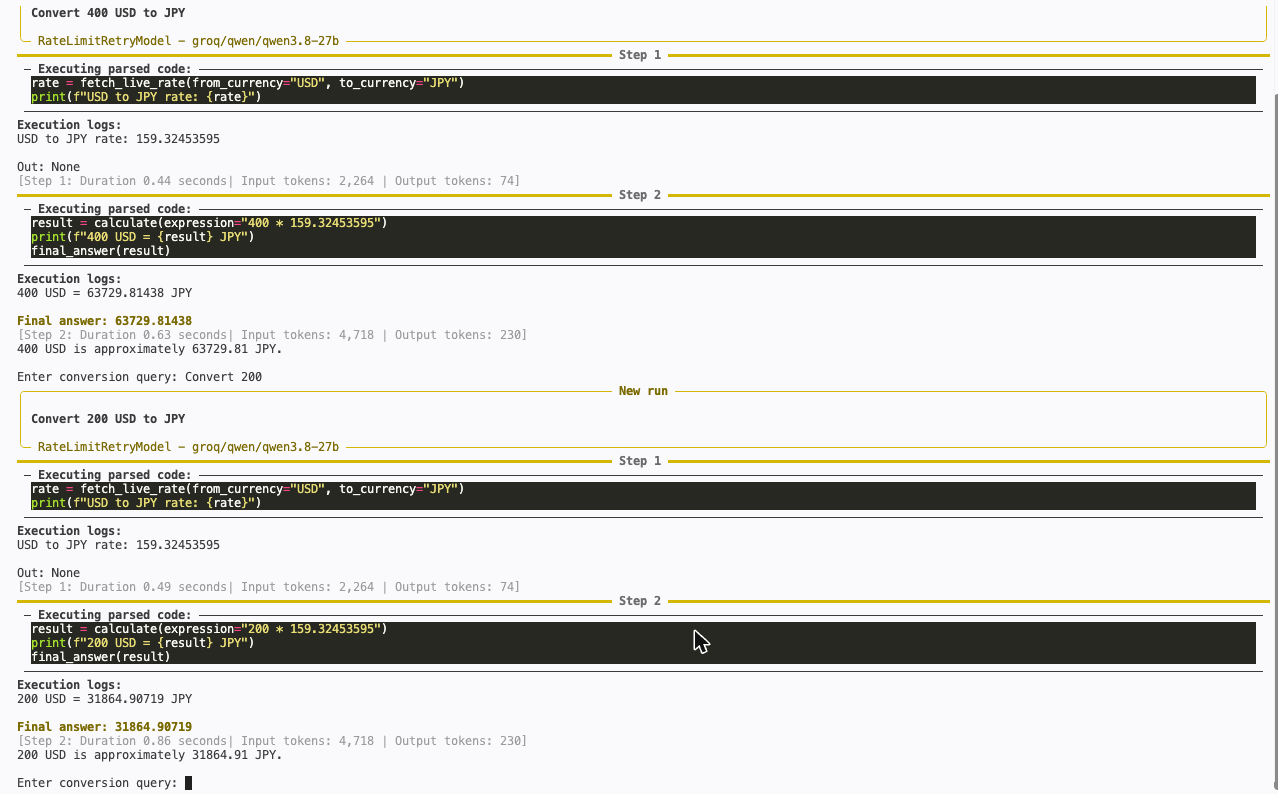 Convert 400 USD to JPY
RateLimitRetryModel - groq/qwen/qwen3.8-27b
Step 1
Executing parsed code:
rate = fetch_live_rate(from_currency="USD", to_currency="JPY")
print(f"USD to JPY rate: {rate}")
Execution logs:
USD to JPY rate: 159.32453595
Out: None
[Step 1: Duration 0.44 seconds| Input tokens: 2,264 | Output tokens: 74]
Step 2
Executing parsed code:
result = calculate(expression="400 * 159.32453595")
print(f"400 USD = {result} JPY")
final_answer(result)
Execution logs:
400 USD = 63729.81438 JPY
Final answer: 63729.81438
[Step 2: Duration 0.63 seconds| Input tokens: 4,718 | Output tokens: 230]
400 USD is approximately 63729.81 JPY.
Enter conversion query: Convert 200
New run
Convert 200 USD to JPY
RateLimitRetryModel - groq/qwen/qwen3.8-27b
Step 1
Executing parsed code:
rate = fetch_live_rate(from_currency="USD", to_currency="JPY")
print(f"USD to JPY rate: {rate}")
Execution logs:
USD to JPY rate: 159.32453595
Out: None
[Step 1: Duration 0.49 seconds| Input tokens: 2,264 | Output tokens: 74]
Step 2
Executing parsed code:
result = calculate(expression="200 * 159.32453595")
print(f"200 USD = {result} JPY")
final_answer(result)
Execution logs:
200 USD = 31864.90719 JPY
Final answer: 31864.90719
[Step 2: Duration 0.86 seconds| Input tokens: 4,718 | Output tokens: 230]
200 USD is approximately 31864.91 JPY.
Enter conversion query: